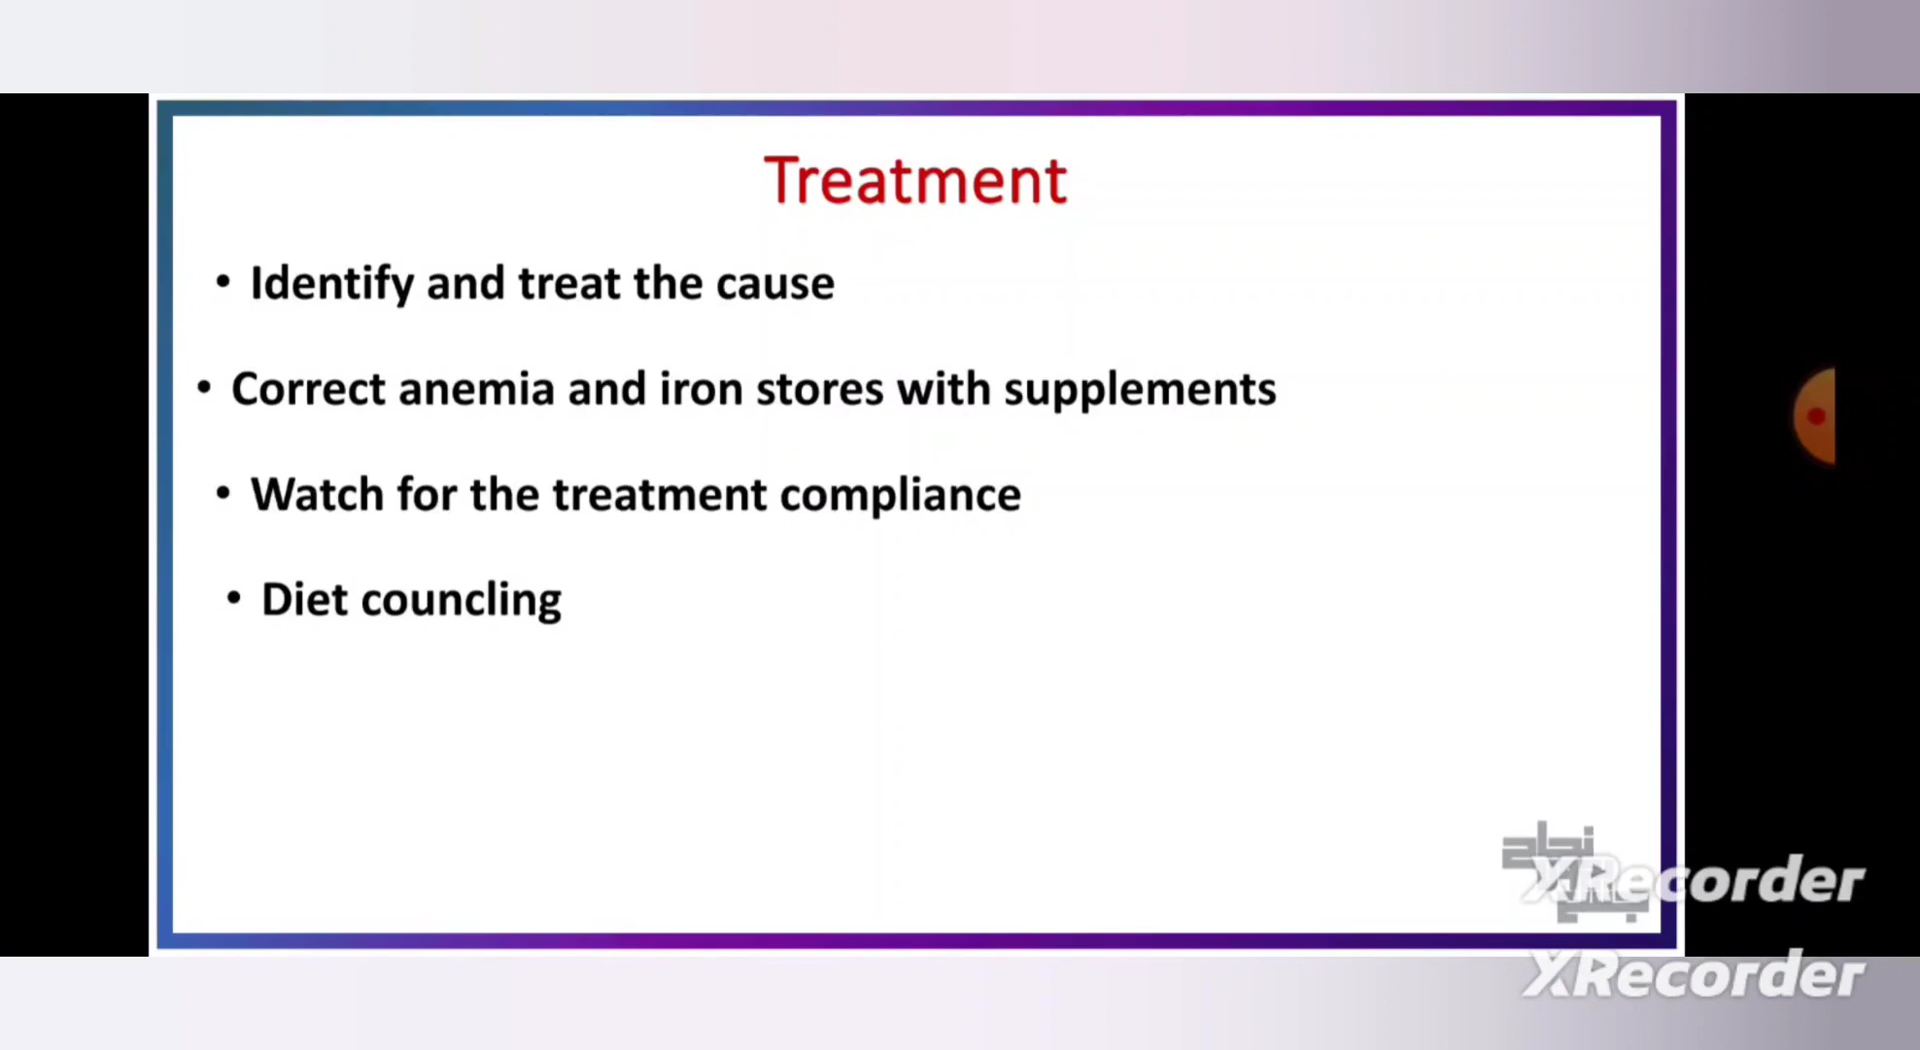 Treatment
• Identify and treat the cause
• Correct anemia and iron stores with supplements
• Watch for the treatment compliance
• Diet councling
نجاح
XRecorder
XRecorder